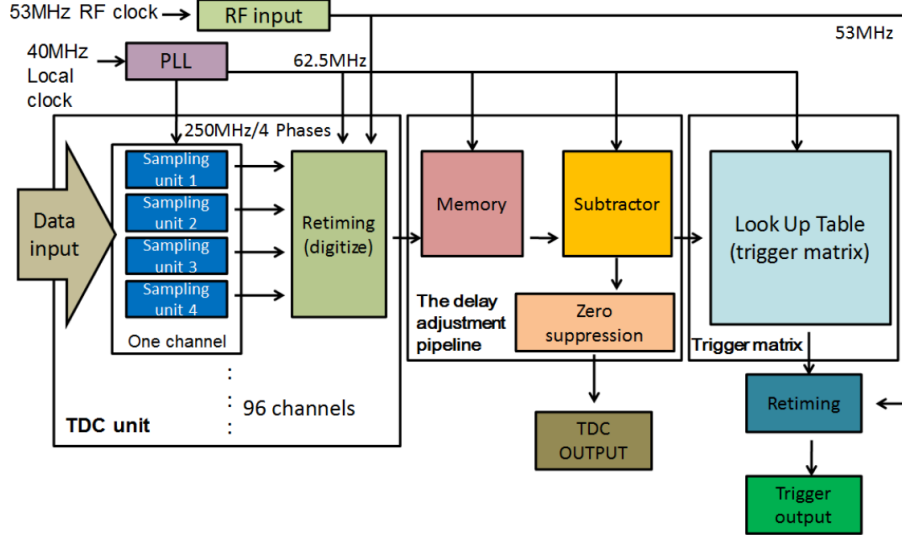 53MHz RF clock
RF input
53MHz
40MHz
Local
clock
PLL
62.5MHz
250MHz/4 Phases
Data
input
Sampling
unit 1
Sampling
unit 2
Sampling
unit 3
Sampling
unit 4
One channel
Retiming
(digitize)
Memory
Subtractor
Look Up Table
(trigger matrix)
The delay
adjustment
pipeline
Zero
suppression
Trigger matrix
96 channels
TDC unit
TDC
OUTPUT
Retiming
Trigger
output